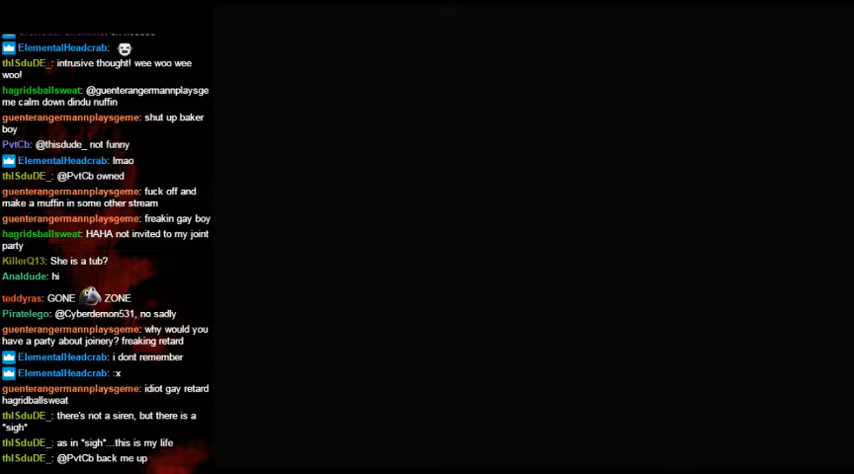 ElementalHeadcrab:
thISduDE_: intrusive thought! wee woo wee
woo!
hagridsballsweat: @guenterangermannplaysge
me calm down dindu nuffin
guenterangermannplaysgeme: shut up baker
boy
PvtCb: @thisdude_ not funny
ElementalHeadcrab: lmao
thISduDE_: @PvtCb owned
guenterangermannplaysgeme: fuck off and
make a muffin in some other stream
guenterangermannplaysgeme: freakin gay boy
hagridsballsweat: HAHA not invited to my joint
party
KillerQ13: She is a tub?
Analdude: hi
teddyras: GONE ZONE
Piratelego: @Cyberdemon531, no sadly
guenterangermannplaysgeme: why would you
have a party about joinery? freaking retard
ElementalHeadcrab: i dont remember
ElementalHeadcrab: :x
guenterangermannplaysgeme: idiot gay retard
hagridballsweat
thISduDE_: there's not a siren, but there is a
*sigh*
thISduDE_: as in *sigh*...this is my life
thISduDE_: @PvtCb back me up